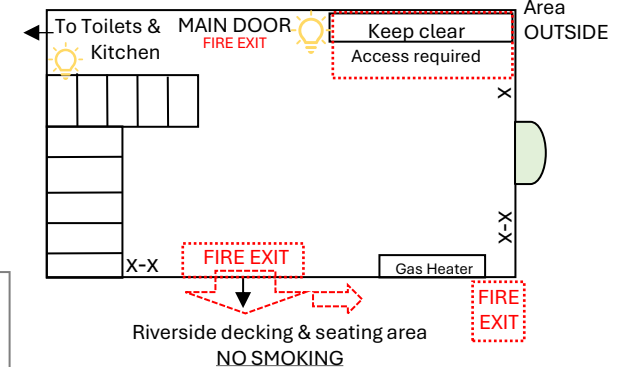 Area
OUTSIDE
To Toilets &
Kitchen
MAIN DOOR
FIRE EXIT
Keep clear
Access required
X
X-X
X-X
FIRE EXIT
Gas Heater
FIRE
EXIT
Riverside decking & seating area
NO SMOKING